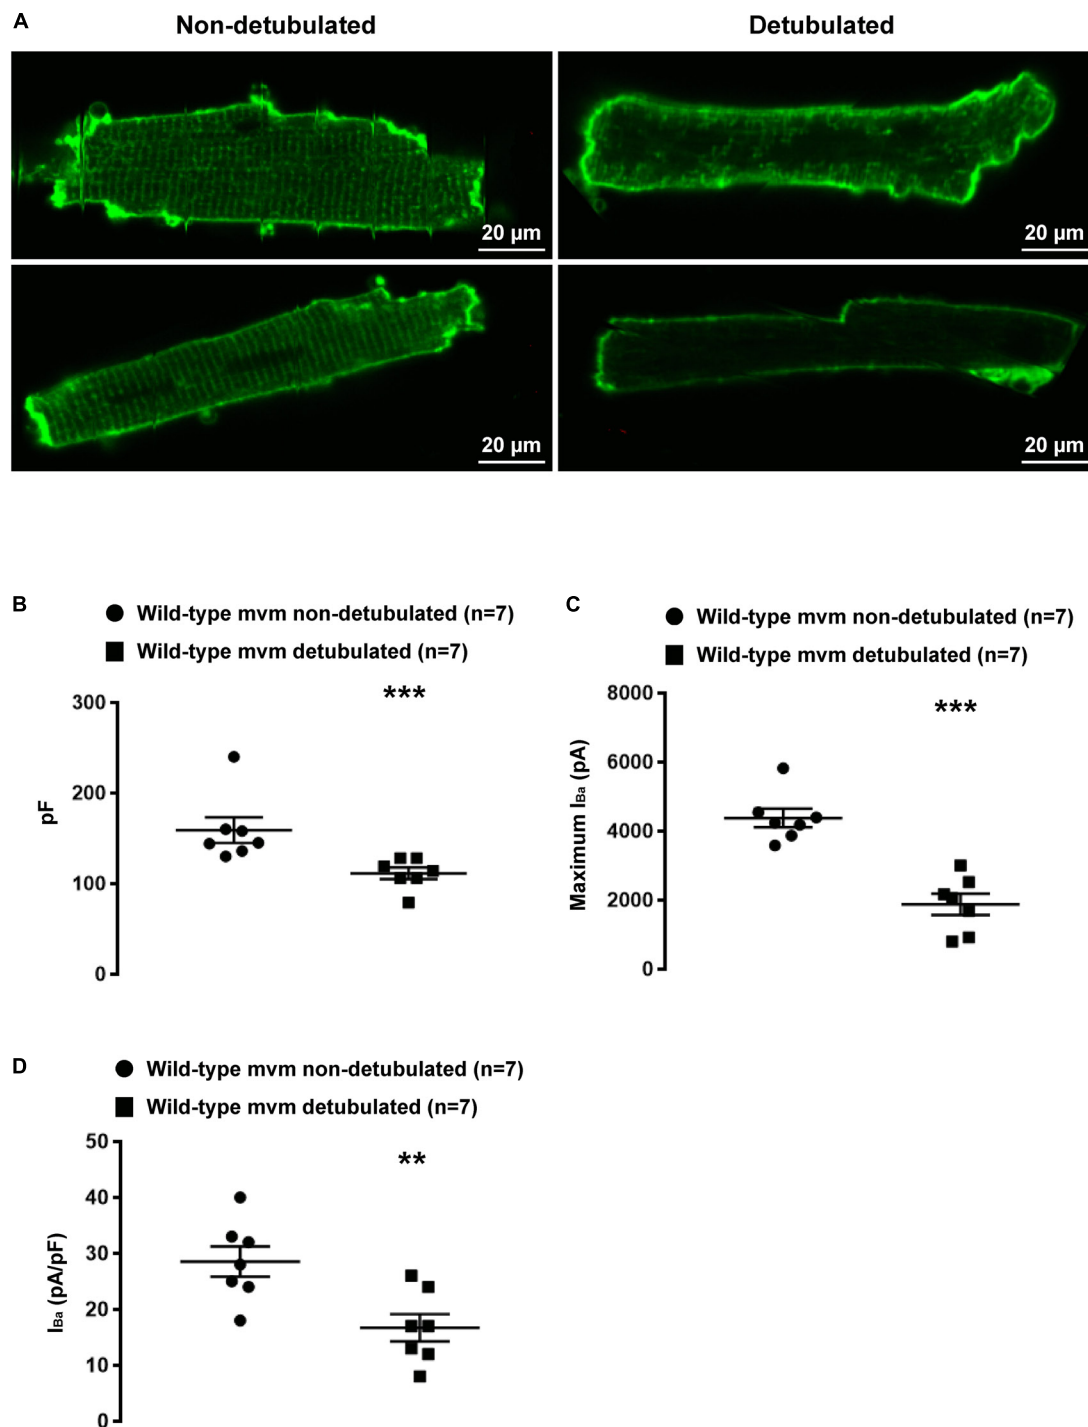 A
Non-detubulated
Detubulated
20 µm
20 µm
20 µm
20 µm
B
Wild-type mvm non-detubulated (n=7)
Wild-type mvm detubulated (n=7)
***
300
200
100
0
pF
C
Wild-type mvm non-detubulated (n=7)
Wild-type mvm detubulated (n=7)
***
8000
6000
4000
2000
0
Maximum IBa (pA)
D
Wild-type mvm non-detubulated (n=7)
Wild-type mvm detubulated (n=7)
**
50
40
30
20
10
0
IBa (pA/pF)